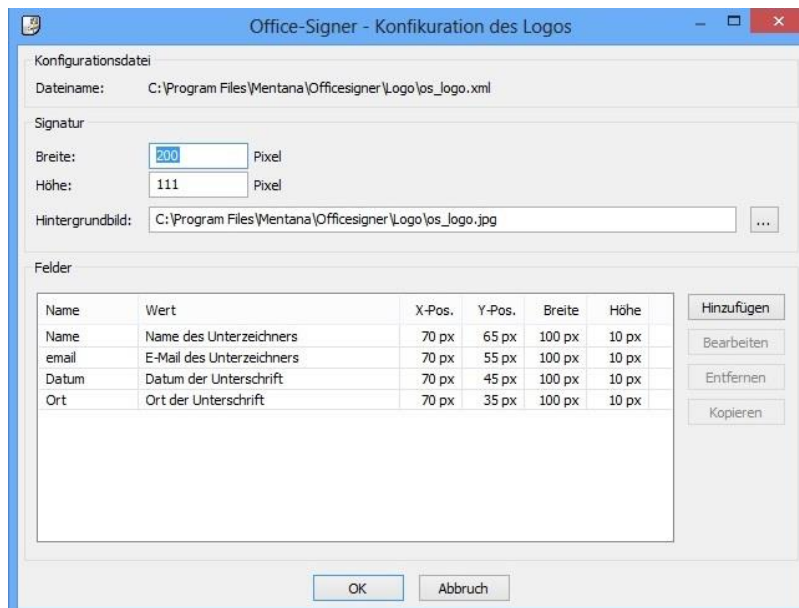 Office-Signer - Konfikuration des Logos
Konfigurationsdatei
Dateiname: C:\Program Files\Mentana\Officesigner\Logo\os_logo.xml
Signatur
Breite: 200 Pixel
Höhe: 111 Pixel
Hintergrundbild: C:\Program Files\Mentana\Officesigner\Logo\os_logo.jpg ...
Felder
Name Wert X-Pos. Y-Pos. Breite Höhe Hinzufügen
Name Name des Unterzeichners 70 px 65 px 100 px 10 px
email E-Mail des Unterzeichners 70 px 55 px 100 px 10 px Bearbeiten
Datum Datum der Unterschrift 70 px 45 px 100 px 10 px Entfernen
Ort Ort der Unterschrift 70 px 35 px 100 px 10 px
Kopieren
OK Abbruch